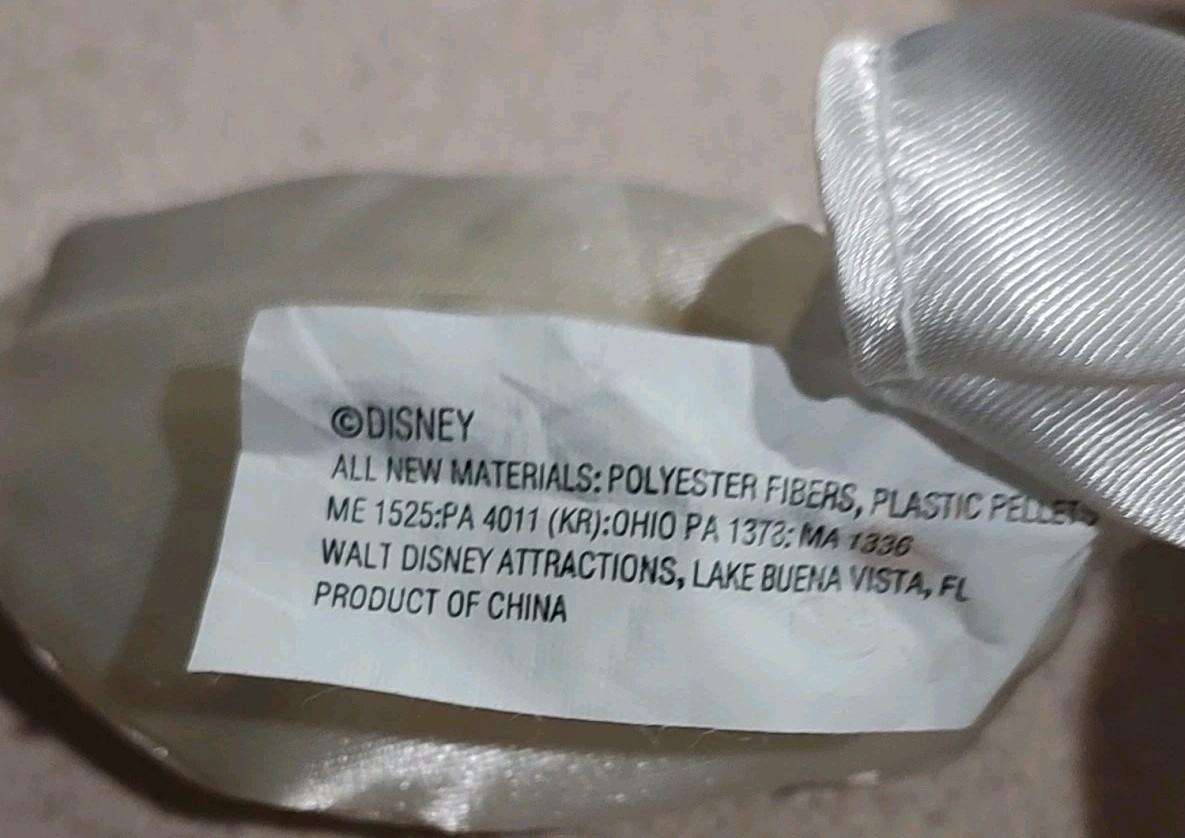 ©DISNEY
ALL NEW MATERIALS: POLYESTER FIBERS, PLASTIC PELLETS
ME 1525:PA 4011 (KR):OHIO PA 1378: MA 1336
WALT DISNEY ATTRACTIONS, LAKE BUENA VISTA, FL
PRODUCT OF CHINA